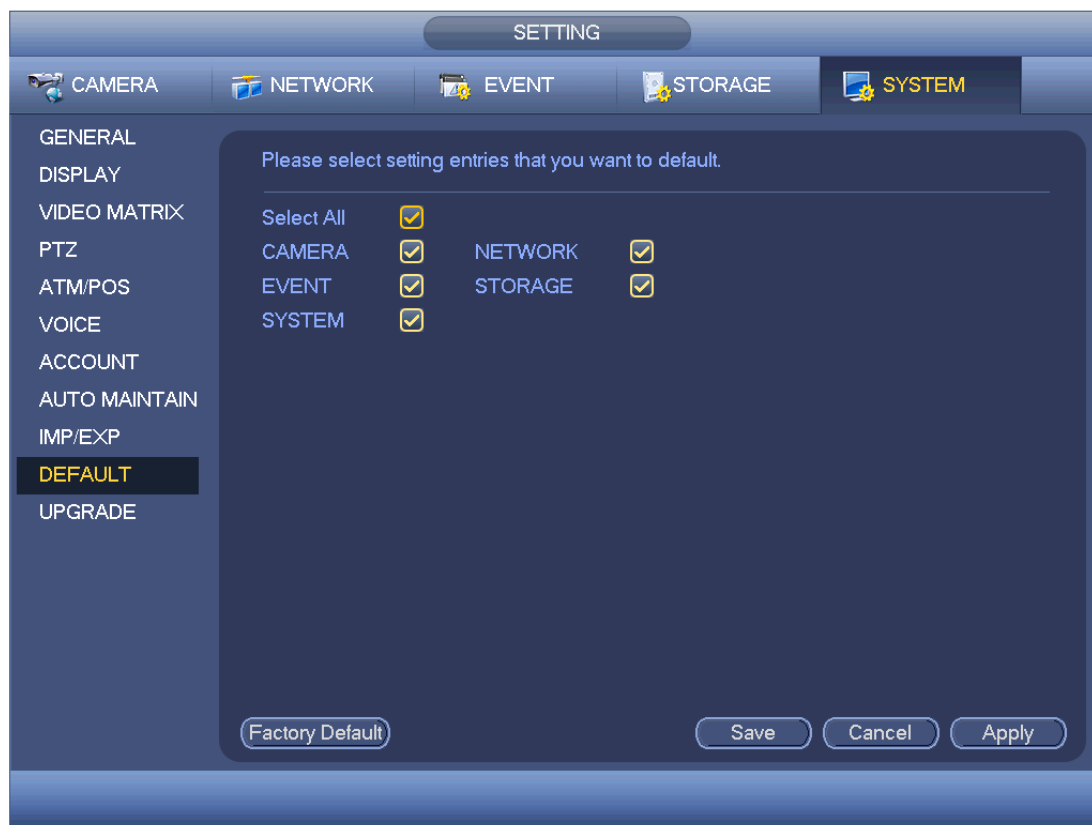 SETTING
CAMERA NETWORK EVENT STORAGE SYSTEM
GENERAL
DISPLAY
VIDEO MATRIX
PTZ
ATM/POS
VOICE
ACCOUNT
AUTO MAINTAIN
IMP/EXP
DEFAULT
UPGRADE
Please select setting entries that you want to default.
Select All
CAMERA NETWORK
EVENT STORAGE
SYSTEM
Factory Default Save Cancel Apply